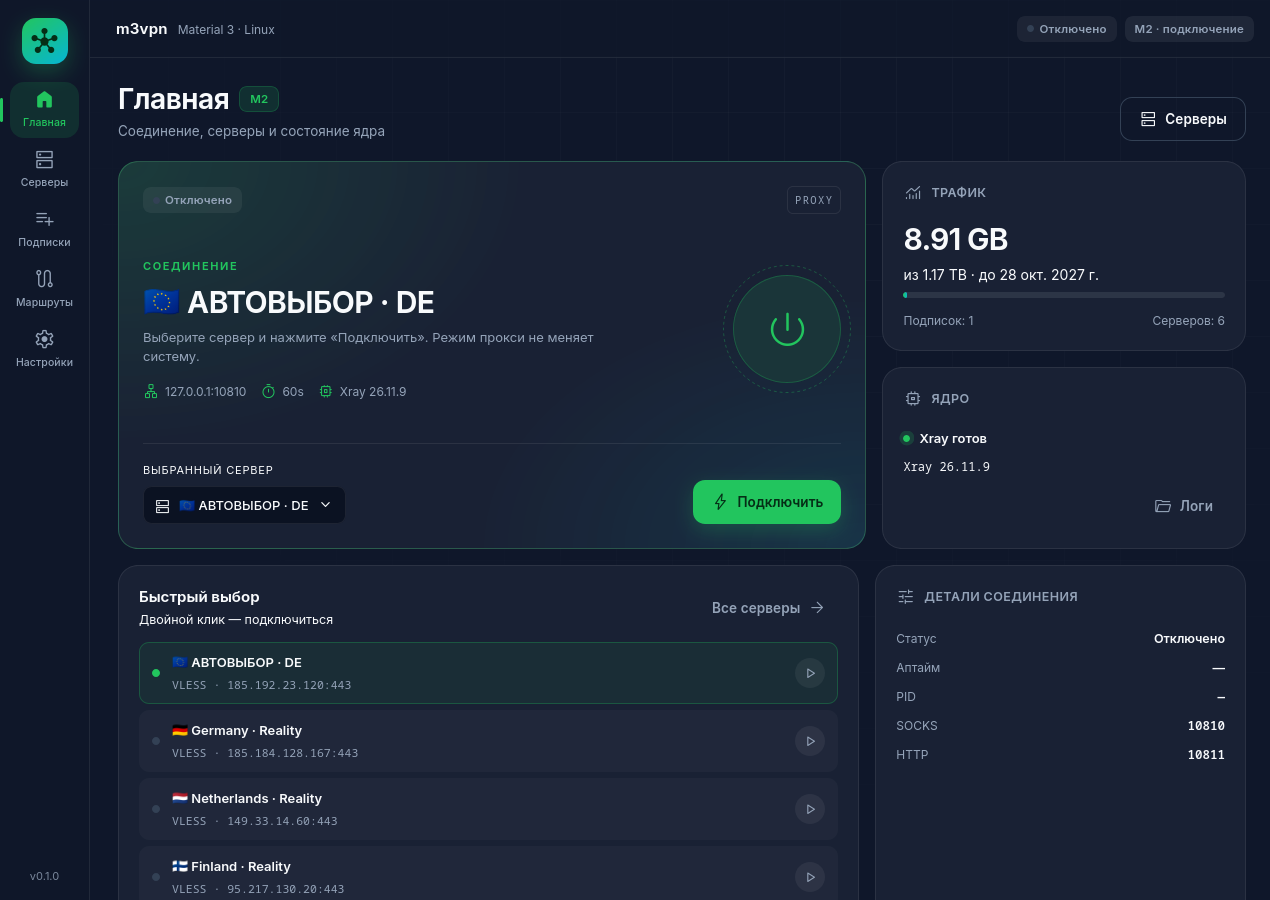 m3vpn Material 3 · Linux
Отключено
M2 · подключение
Главная
Серверы
Подписки
Маршруты
Настройки
v0.1.0
Главная M2
Соединение, серверы и состояние ядра
Серверы
Отключено
PROXY
СОЕДИНЕНИЕ
🇪🇺 АВТОВЫБОР · DE
Выберите сервер и нажмите «Подключить». Режим прокси не меняет
систему.
127.0.0.1:10810 60s Xray 26.11.9
ВЫБРАННЫЙ СЕРВЕР
🇪🇺 АВТОВЫБОР · DE
Подключить
ТРАФИК
8.91 GB
из 1.17 TB · до 28 окт. 2027 г.
Подписок: 1 Серверов: 6
ЯДРО
Xray готов
Xray 26.11.9
Логи
Быстрый выбор
Двойной клик — подключиться
Все серверы
🇪🇺 АВТОВЫБОР · DE
VLESS · 185.192.23.120:443
🇩🇪 Germany · Reality
VLESS · 185.184.128.167:443
🇳🇱 Netherlands · Reality
VLESS · 149.33.14.60:443
🇫🇮 Finland · Reality
VLESS · 95.217.130.20:443
ДЕТАЛИ СОЕДИНЕНИЯ
Статус Отключено
Аптайм —
PID —
SOCKS 10810
HTTP 10811